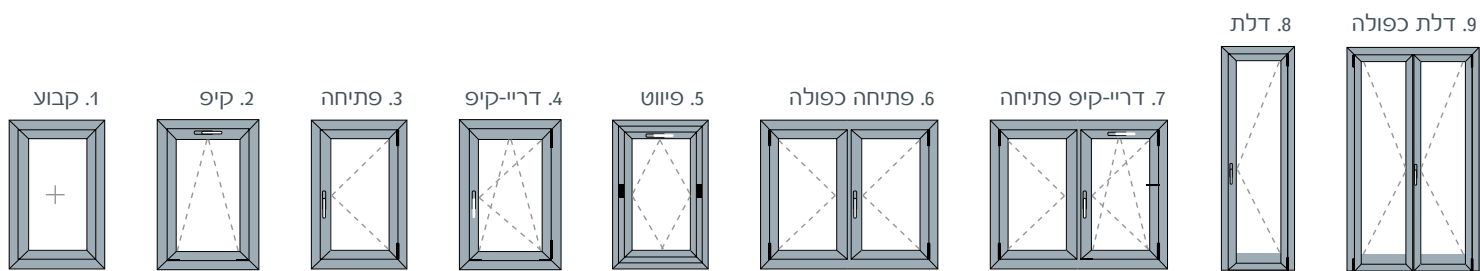 1. קבוע
2. קיפ
3. פתיחה
4. דריי-קיפ
5. פיווט
6. פתיחה כפולה
7. דריי-קיפ פתיחה
8. דלת
9. דלת כפולה